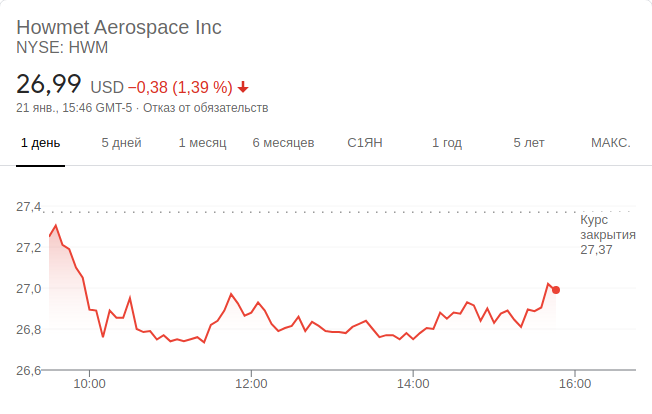 Howmet Aerospace Inc
NYSE: HWM
26,99 USD −0,38 (1,39 %)
21 янв., 15:46 GMT-5 · Отказ от обязательств
1 день 5 дней 1 месяц 6 месяцев С1ЯН 1 год 5 лет МАКС.
27,4
Курс
закрытия
27,37
27,2
27,0
26,8
26,6
10:00 12:00 14:00 16:00